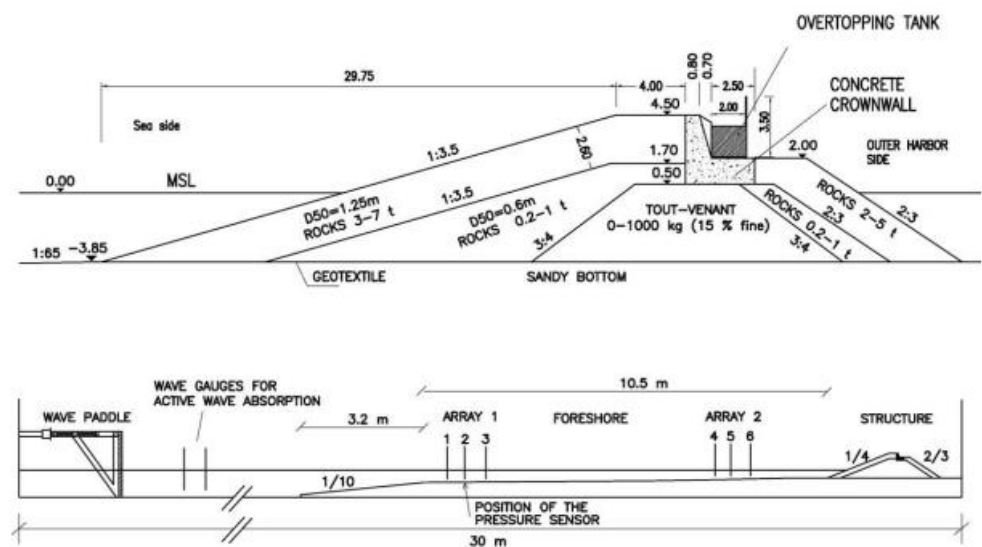 OVERTOPPING TANK
29.75
4.00
0.80
0.70
2.50
2.00
3.50
CONCRETE
CROWNWALL
4.50
Sea side
2.60
1:3.5
1.70
2.00
OUTER HARBOR
SIDE
0.00
MSL
1:3.5
0.50
D50=1.25m
ROCKS 3-7 t
D50=0.6m
ROCKS 0.2-1 t
TOUT-VENANT
0-1000 kg (15 % fine)
3:4
ROCKS 2-5 t
2:3
2:3
ROCKS 0.2-1 t
3:4
1:65
-3.85
GEOTEXTILE
SANDY BOTTOM
WAVE GAUGES FOR
ACTIVE WAVE ABSORPTION
10.5 m
WAVE PADDLE
3.2 m
ARRAY 1
FORESHORE
ARRAY 2
STRUCTURE
1 2 3
4 5 6
1/4
2/3
1/10
POSITION OF THE
PRESSURE SENSOR
30 m